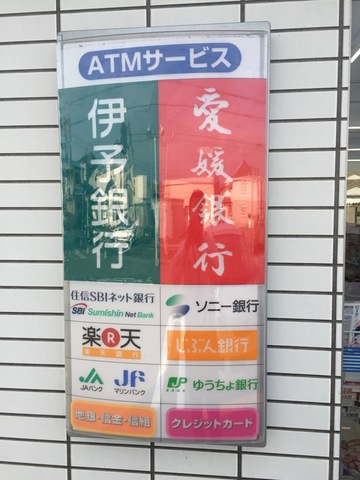 ATMサービス
伊予銀行
愛媛銀行
住信SBIネット銀行
SBI Sumishin Net Bank
ソニー銀行
楽R天
楽天銀行
じぶん銀行
JAバンク
JF
マリンバンク
JP
ゆうちょ銀行
地銀・信金・信組
クレジットカード